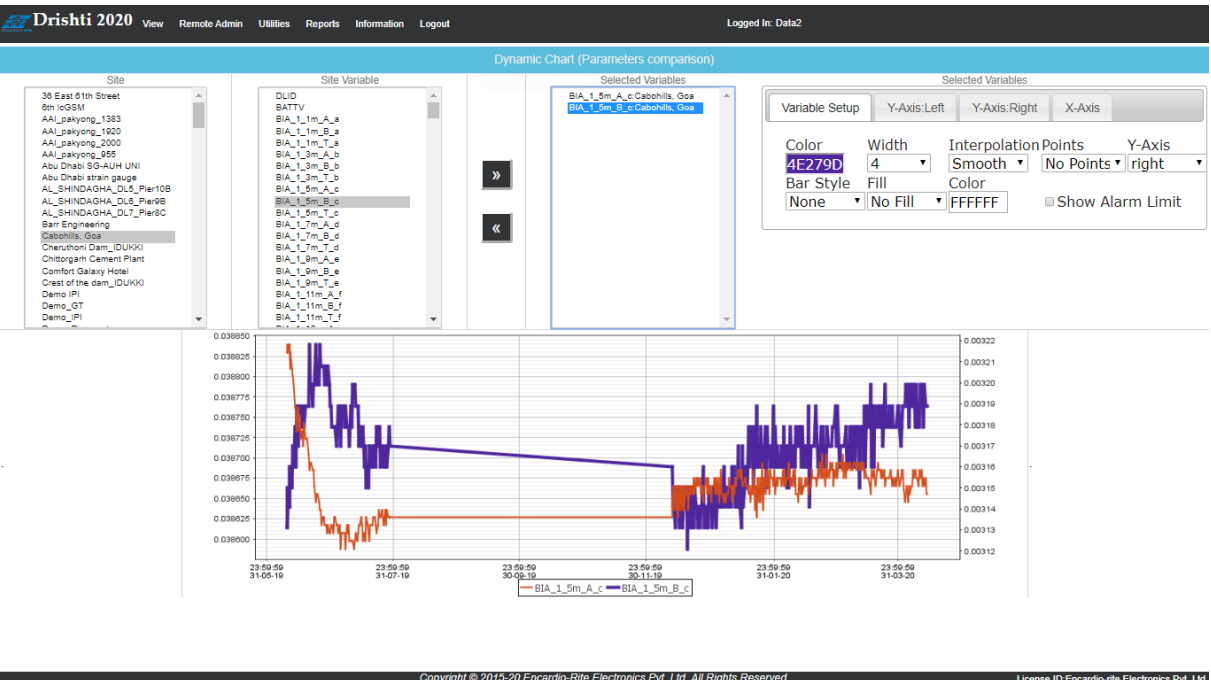 Drishti 2020 View Remote Admin Utilities Reports Information Logout Logged In: Data2
Dynamic Chart (Parameters comparison)
Site
36 East 61th Street
6th IcGSM
AAI_pakyong_1383
AAI_pakyong_1920
AAI_pakyong_2000
AAI_pakyong_955
Abu Dhabi SG-AUH UNI
Abu Dhabi strain gauge
AL_SHINDAGHA_DL5_Pier10B
AL_SHINDAGHA_DL6_Pier9B
AL_SHINDAGHA_DL7_Pier8C
Barr Engineering
Cabohills, Goa
Cheruthoni Dam_IDUKKI
Chittorgarh Cement Plant
Comfort Galaxy Hotel
Crest of the dam_IDUKKI
Demo IPI
Demo_GT
Demo_IPI
Site Variable
DLID
BATTV
BIA_1_1m_A_a
BIA_1_1m_B_a
BIA_1_1m_T_a
BIA_1_3m_A_b
BIA_1_3m_B_b
BIA_1_3m_T_b
BIA_1_5m_A_c
BIA_1_5m_B_c
BIA_1_5m_T_c
BIA_1_7m_A_d
BIA_1_7m_B_d
BIA_1_7m_T_d
BIA_1_9m_A_e
BIA_1_9m_B_e
BIA_1_9m_T_e
BIA_1_11m_A_f
BIA_1_11m_B_f
BIA_1_11m_T_f
»
«
Selected Variables
BIA_1_5m_A_c:Cabohills, Goa
BIA_1_5m_B_c:Cabohills, Goa
Selected Variables
Variable Setup Y-Axis:Left Y-Axis:Right X-Axis
Color Width Interpolation Points Y-Axis
4E279D 4 Smooth No Points right
Bar Style Fill Color
None No Fill FFFFFF Show Alarm Limit
0.038850
0.038825
0.038800
0.038775
0.038750
0.038725
0.038700
0.038675
0.038650
0.038625
0.038600
0.00322
0.00321
0.00320
0.00319
0.00318
0.00317
0.00316
0.00315
0.00314
0.00313
0.00312
23:59:59 23:59:59 23:59:59 23:59:59 23:59:59 23:59:59
31-05-19 31-07-19 30-09-19 30-11-19 31-01-20 31-03-20
BIA_1_5m_A_c BIA_1_5m_B_c
Copyright © 2015-20 Encardio-Rite Electronics Pvt. Ltd. All Rights Reserved License ID:Encardio-rite Electronics Pvt. Ltd